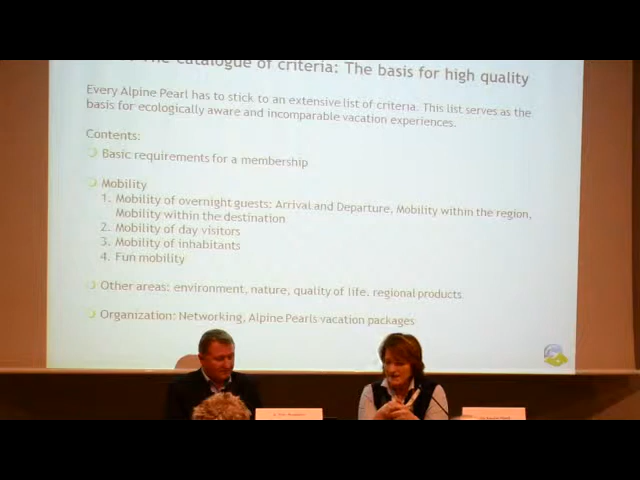 The catalogue of criteria: The basis for high quality
Every Alpine Pearl has to stick to an extensive list of criteria. This list serves as the
basis for ecologically aware and incomparable vacation experiences.
Contents:
Basic requirements for a membership
Mobility
1. Mobility of overnight guests: Arrival and Departure, Mobility within the region,
Mobility within the destination
2. Mobility of day visitors
3. Mobility of inhabitants
4. Fun mobility
Other areas: environment, nature, quality of life, regional products
Organization: Networking, Alpine Pearls vacation packages